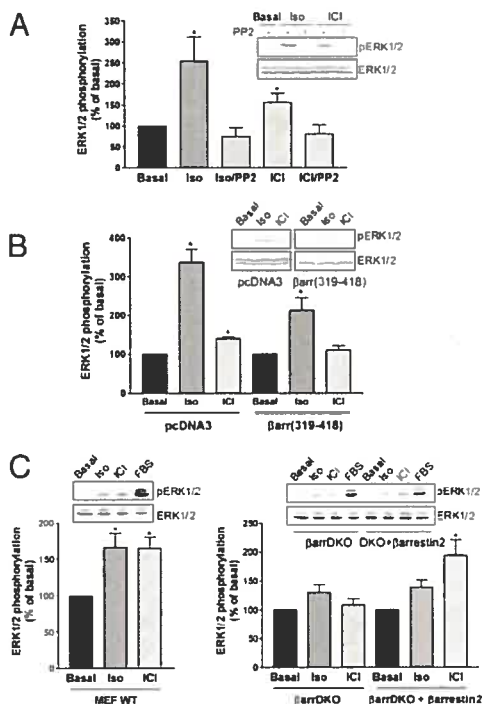 A
Basal Iso ICI
PP2 - - + - +
pERK1/2
ERK1/2
ERK1/2 phosphorylation
(% of basal)
300
250
200
150
100
50
0
*
*
Basal Iso Iso/PP2 ICI ICI/PP2
B
Basal Iso ICI Basal Iso ICI
pERK1/2
ERK1/2
pcDNA3 βarr(319-418)
ERK1/2 phosphorylation
(% of basal)
400
300
200
100
0
*
*
*
Basal Iso ICI Basal Iso ICI
pcDNA3 βarr(319-418)
C
Basal Iso ICI FBS
pERK1/2
ERK1/2
ERK1/2 phosphorylation
(% of basal)
200
150
100
50
0
*
*
Basal Iso ICI
MEF WT
Basal Iso ICI FBS Basal Iso ICI FBS
pERK1/2
ERK1/2
βarrDKO DKO+βarrestin2
ERK1/2 phosphorylation
(% of basal)
250
200
150
100
50
0
*
Basal Iso ICI Basal Iso ICI
βarrDKO βarrDKO + βarrestin2